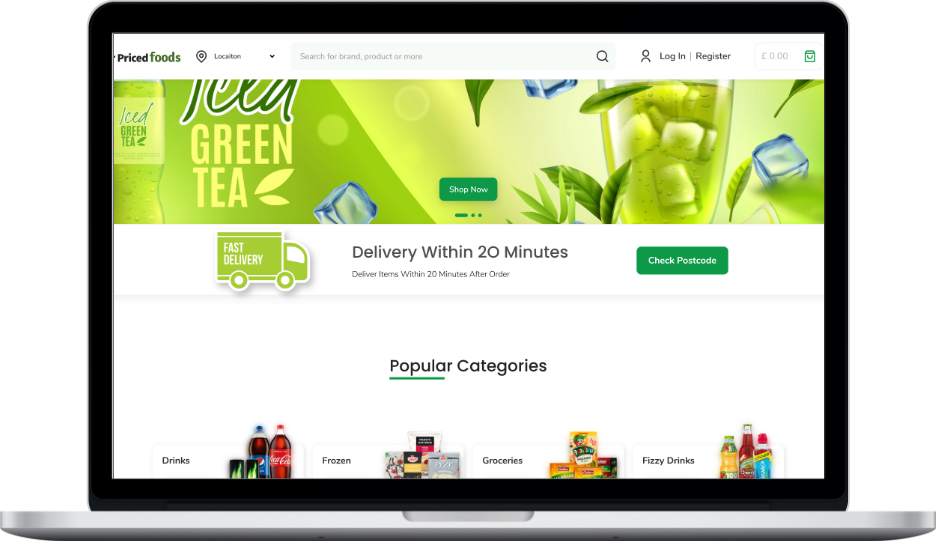 Priced foods
Locaiton
Search for brand, product or more
Log In | Register
£ 0.00
Iced
GREEN
TEA
Iced
GREEN
TEA
Shop Now
FAST
DELIVERY
Delivery Within 20 Minutes
Deliver Items Within 20 Minutes After Order
Check Postcode
Popular Categories
Drinks
Frozen
Groceries
Fizzy Drinks